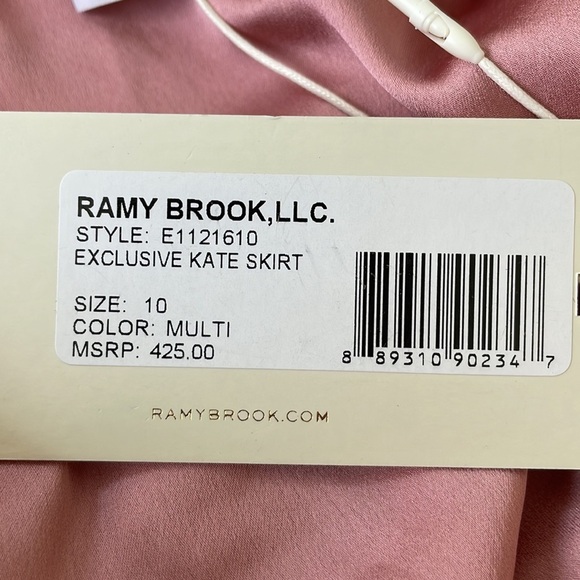 RAMY BROOK,LLC.
STYLE: E1121610
EXCLUSIVE KATE SKIRT
SIZE: 10
COLOR: MULTI
MSRP: 425.00
8 89310 90234 7
RAMYBROOK.COM